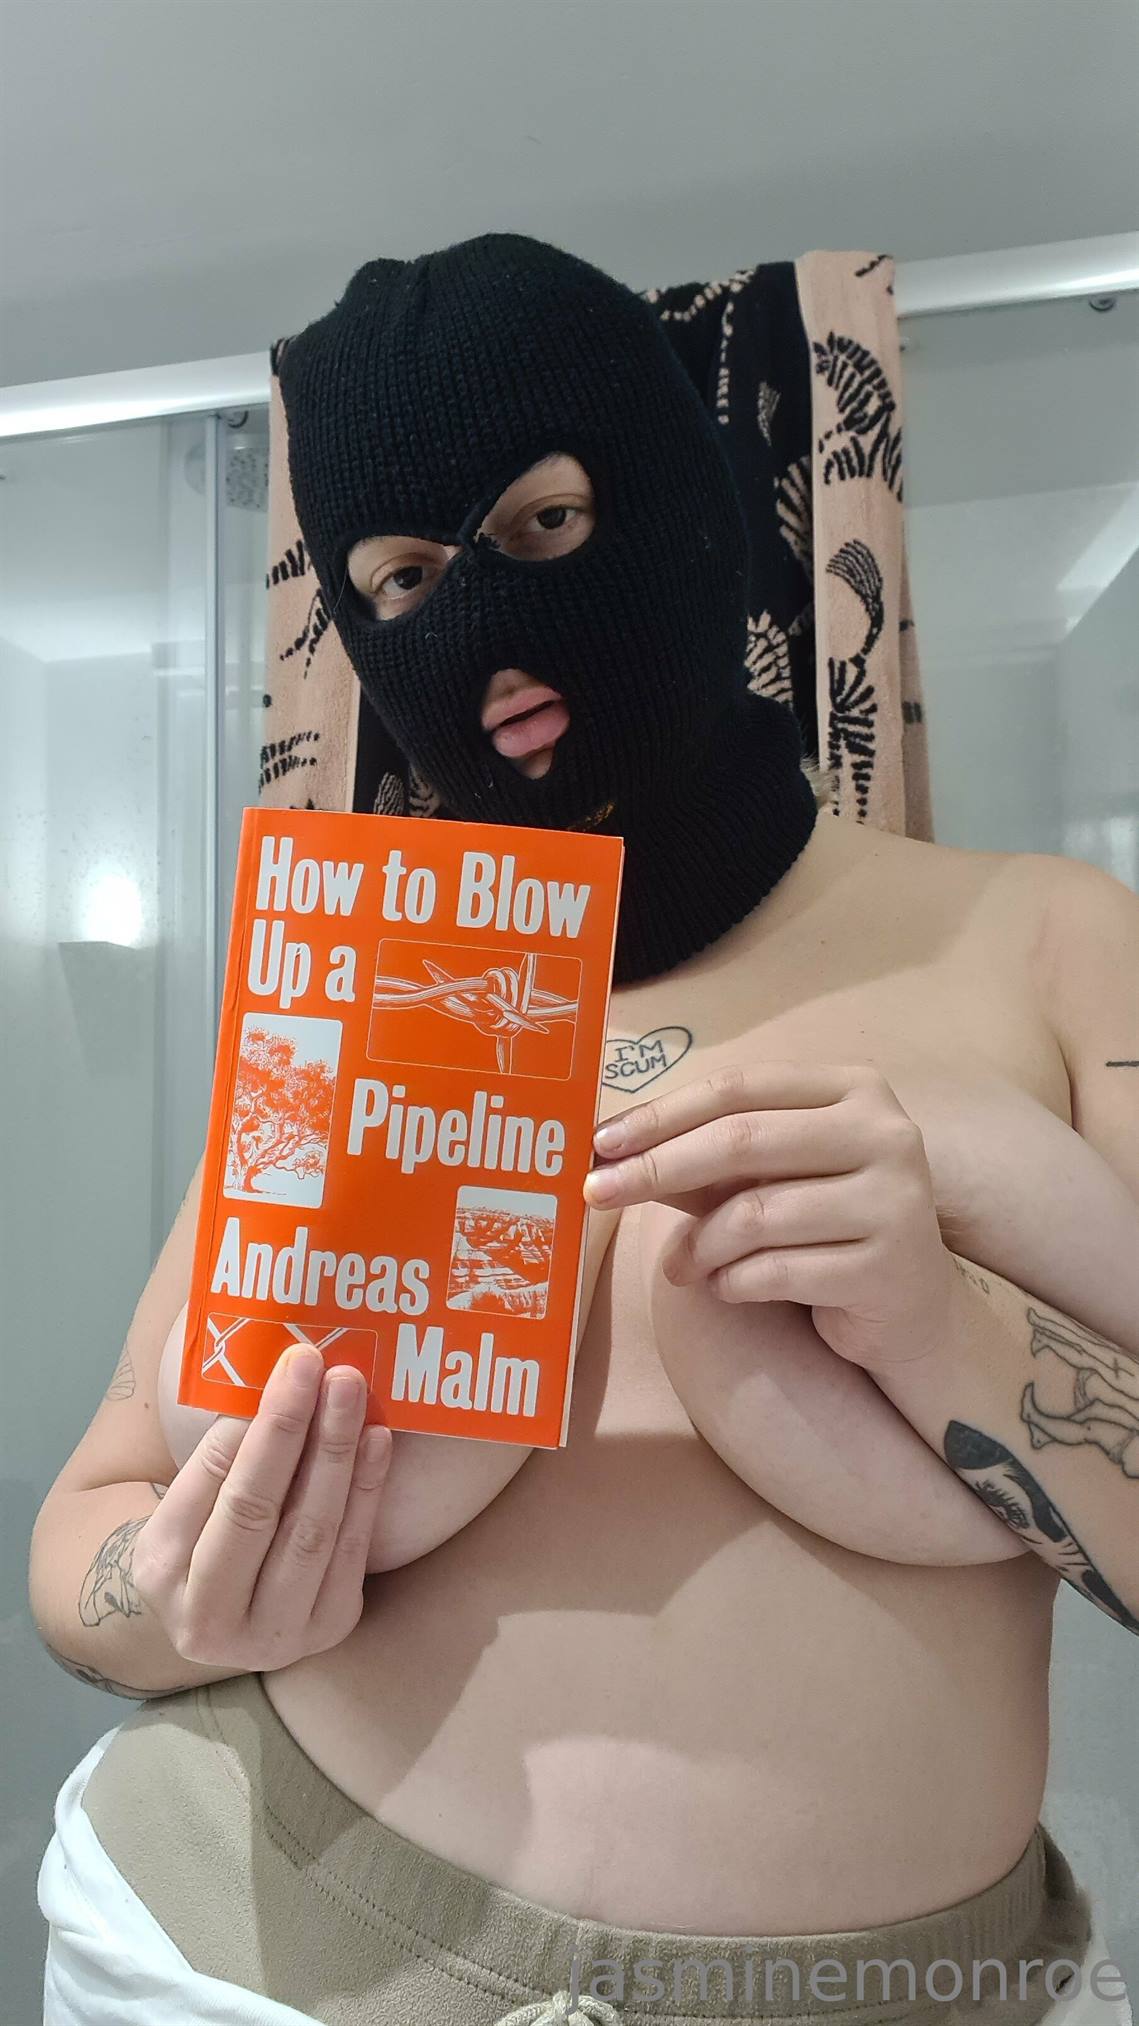 How to Blow
Up a
Pipeline
Andreas
Malm
I'M
SCUM
jasminemonroe